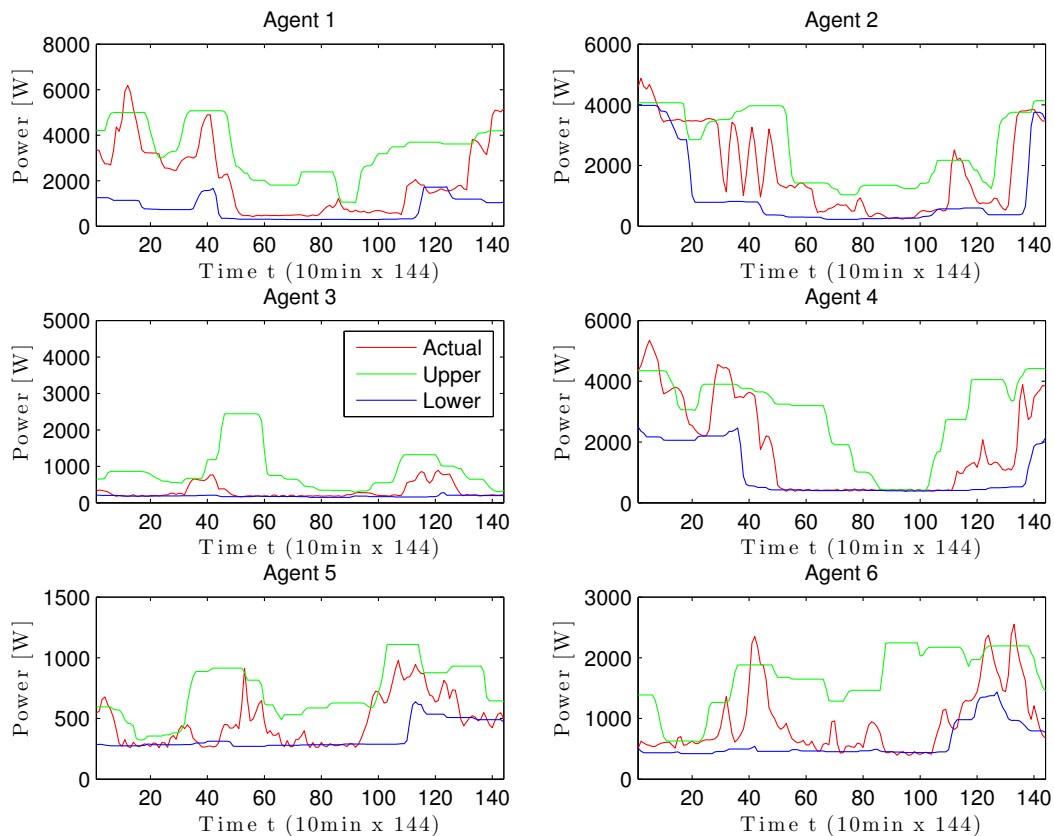 Agent 1
8000
6000
4000
2000
0
Power [W]
20 40 60 80 100 120 140
Time t (10min x 144)
Agent 2
6000
4000
2000
0
Power [W]
20 40 60 80 100 120 140
Time t (10min x 144)
Agent 3
5000
4000
3000
2000
1000
0
Power [W]
Actual
Upper
Lower
20 40 60 80 100 120 140
Time t (10min x 144)
Agent 4
6000
4000
2000
0
Power [W]
20 40 60 80 100 120 140
Time t (10min x 144)
Agent 5
1500
1000
500
0
Power [W]
20 40 60 80 100 120 140
Time t (10min x 144)
Agent 6
3000
2000
1000
0
Power [W]
20 40 60 80 100 120 140
Time t (10min x 144)